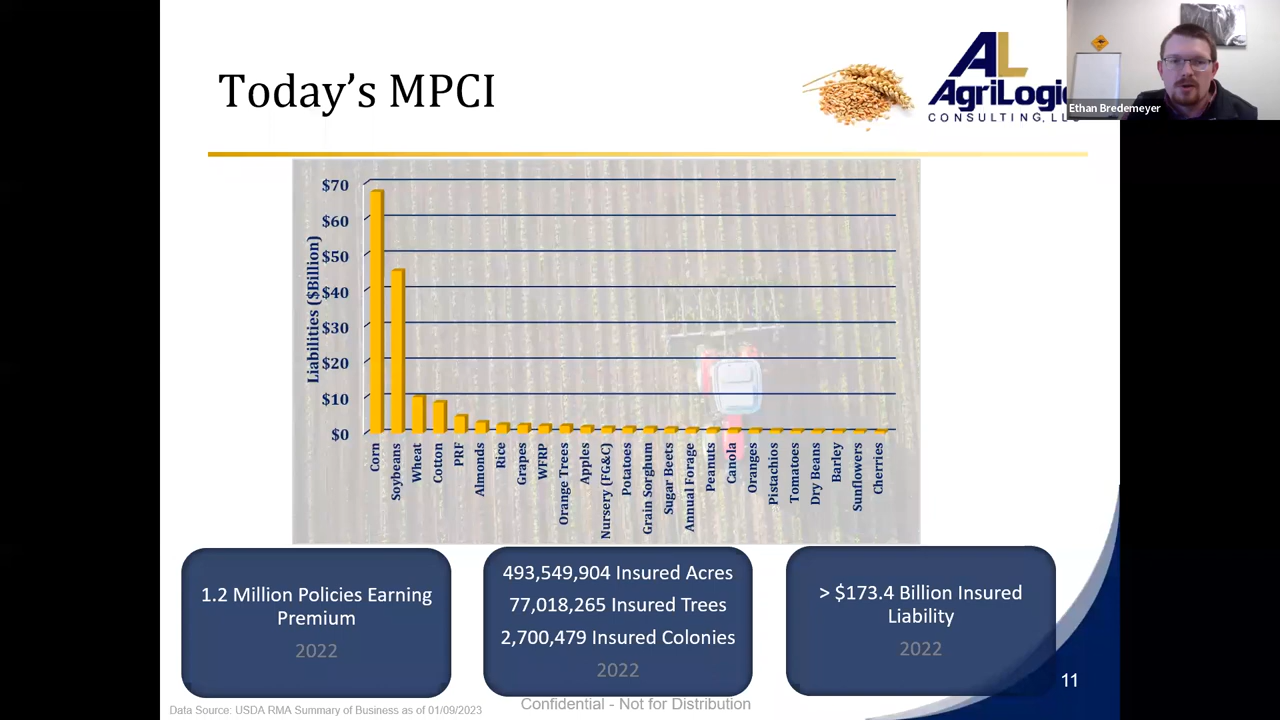 Today's MPCI
AL
AgriLogic
CONSULTING, LL
Ethan Bredemeyer
Liabilities ($Billion)
$70
$60
$50
$40
$30
$20
$10
$0
Corn
Soybeans
Wheat
Cotton
PRF
Almonds
Rice
Grapes
WFRP
Orange Trees
Apples
Nursery (FG&C)
Potatoes
Grain Sorghum
Sugar Beets
Annual Forage
Peanuts
Canola
Oranges
Pistachios
Tomatoes
Dry Beans
Barley
Sunflowers
Cherries
1.2 Million Policies Earning
Premium
2022
493,549,904 Insured Acres
77,018,265 Insured Trees
2,700,479 Insured Colonies
2022
> $173.4 Billion Insured
Liability
2022
11
Data Source: USDA RMA Summary of Business as of 01/09/2023
Confidential - Not for Distribution